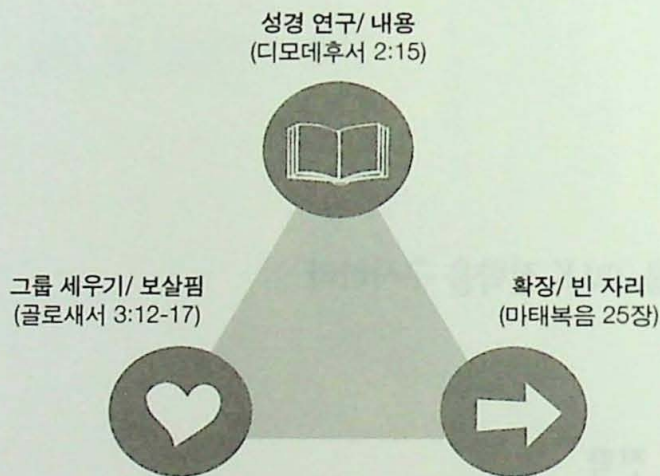 성경 연구/ 내용
(디모데후서 2:15)
그룹 세우기/ 보살핌
(골로새서 3:12-17)
확장/ 빈 자리
(마태복음 25장)